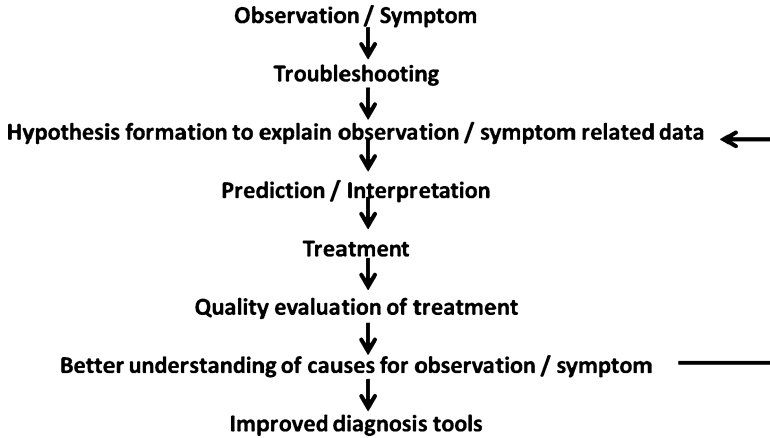 Observation / Symptom
Troubleshooting
Hypothesis formation to explain observation / symptom related data
Prediction / Interpretation
Treatment
Quality evaluation of treatment
Better understanding of causes for observation / symptom
Improved diagnosis tools